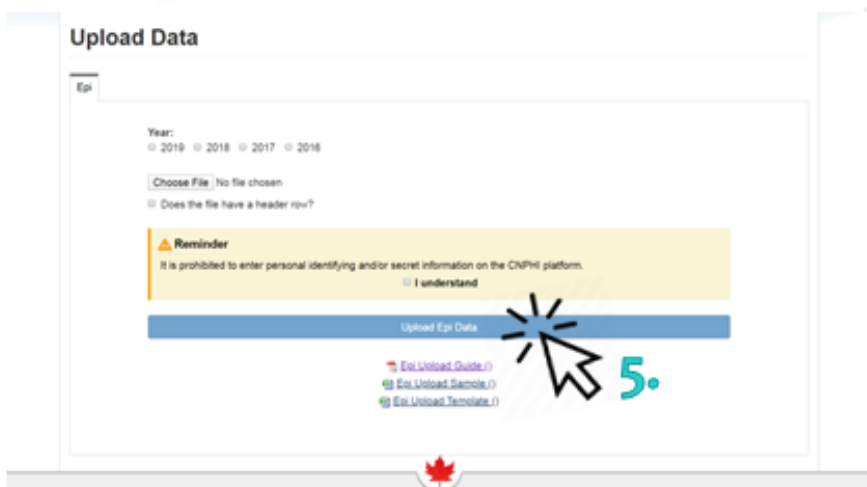 Upload Data
Epi
Year:
2019 2018 2017 2016
Choose File No file chosen
Does the file have a header row?
Reminder
It is prohibited to enter personal identifying and/or secret information on the CNPHI platform.
I understand
Upload Epi Data
Epi Upload Guide ()
Epi Upload Sample ()
Epi Upload Template ()
5.